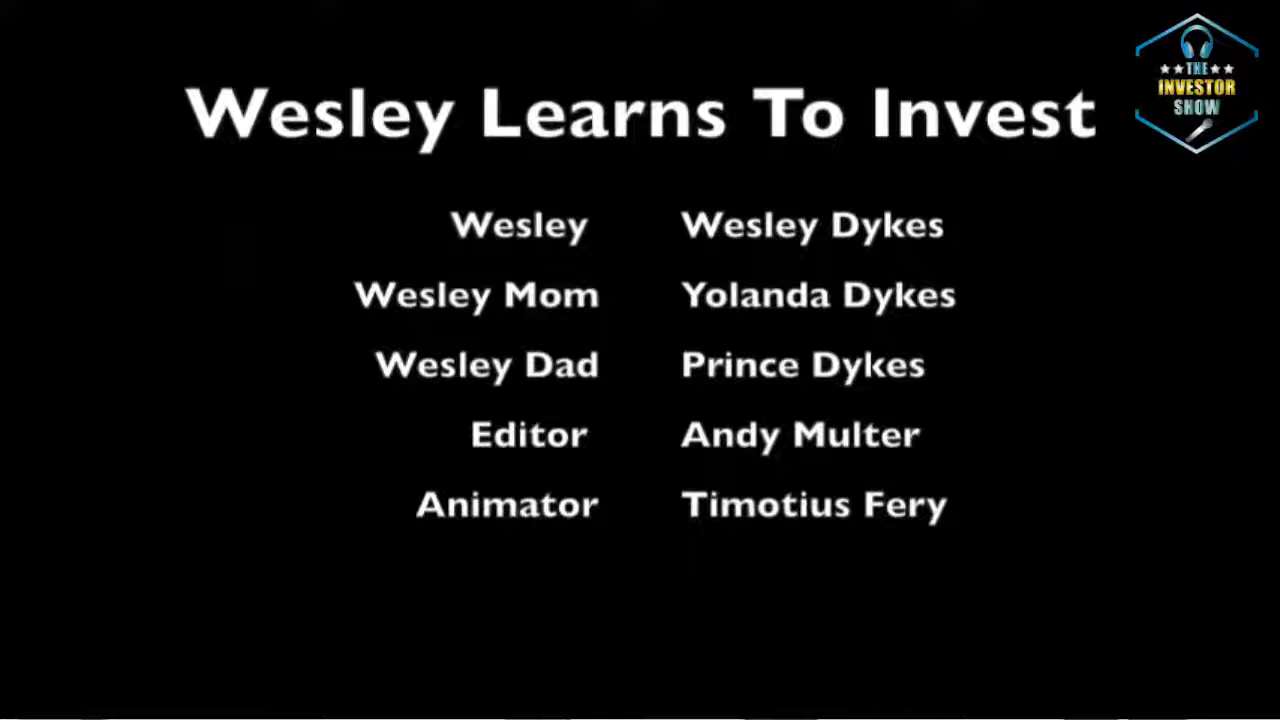 THE
INVESTOR
SHOW
Wesley Learns To Invest
Wesley Wesley Dykes
Wesley Mom Yolanda Dykes
Wesley Dad Prince Dykes
Editor Andy Multer
Animator Timotius Fery